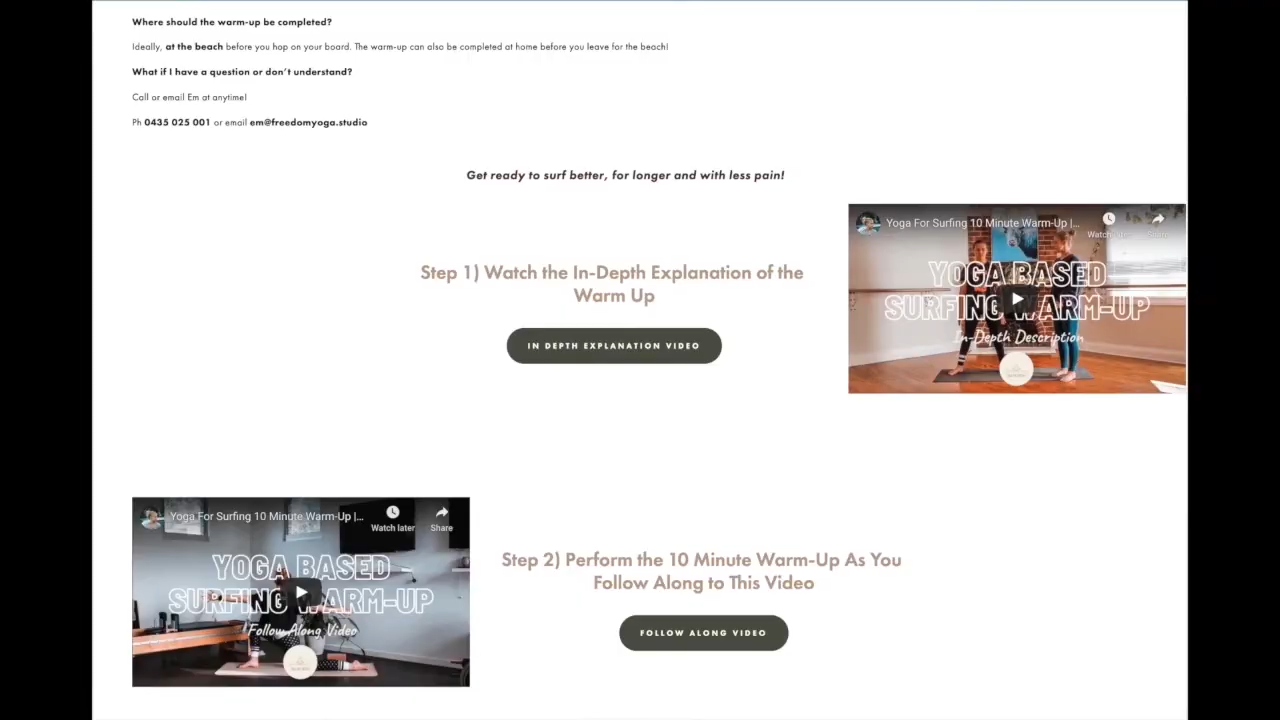 Where should the warm-up be completed?
Ideally, at the beach before you hop on your board. The warm-up can also be completed at home before you leave for the beach!
What if I have a question or don't understand?
Call or email Em at anytime!
Ph 0435 025 001 or email em@freedomyoga.studio
Get ready to surf better, for longer and with less pain!
Yoga For Surfing 10 Minute Warm-Up |...
Watch later
Share
YOGA BASED
SURFING WARM-UP
In-Depth Description
Step 1) Watch the In-Depth Explanation of the
Warm Up
IN DEPTH EXPLANATION VIDEO
Yoga For Surfing 10 Minute Warm-Up |...
Watch later
Share
YOGA BASED
SURFING WARM-UP
Follow Along Video
Step 2) Perform the 10 Minute Warm-Up As You
Follow Along to This Video
FOLLOW ALONG VIDEO